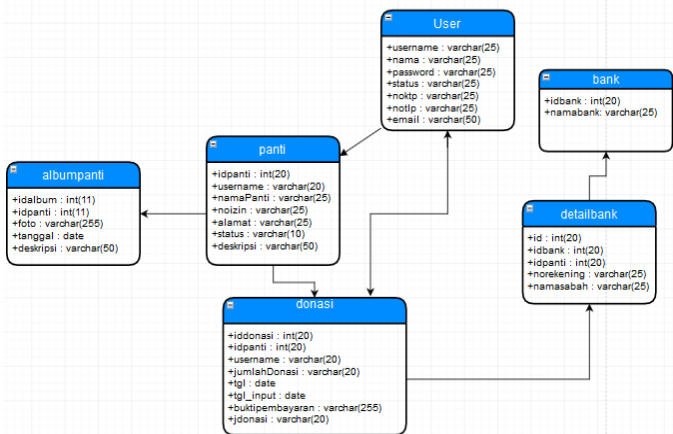 User
+username : varchar(25)
+nama : varchar(25)
+password : varchar(25)
+status : varchar(25)
+noktp : varchar(25)
+notlp : varchar(25)
+email : varchar(50)
bank
+idbank : int(20)
+namabank: varchar(25)
panti
+idpanti : int(20)
+username : varchar(20)
+namaPanti : varchar(25)
+noizin : varchar(25)
+alamat : varchar(25)
+status : varchar(10)
+deskripsi : varchar(50)
albumpanti
+idalbum : int(11)
+idpanti : int(11)
+foto : varchar(255)
+tanggal : date
+deskripsi : varchar(50)
detailbank
+id : int(20)
+idbank : int(20)
+idpanti : int(20)
+norekening : varchar(25)
+namasabah : varchar(25)
donasi
+iddonasi : int(20)
+idpanti : int(20)
+username : varchar(20)
+jumlahDonasi : varchar(20)
+tgl : date
+tgl_input : date
+buktipembayaran : varchar(255)
+jdonasi : varchar(20)